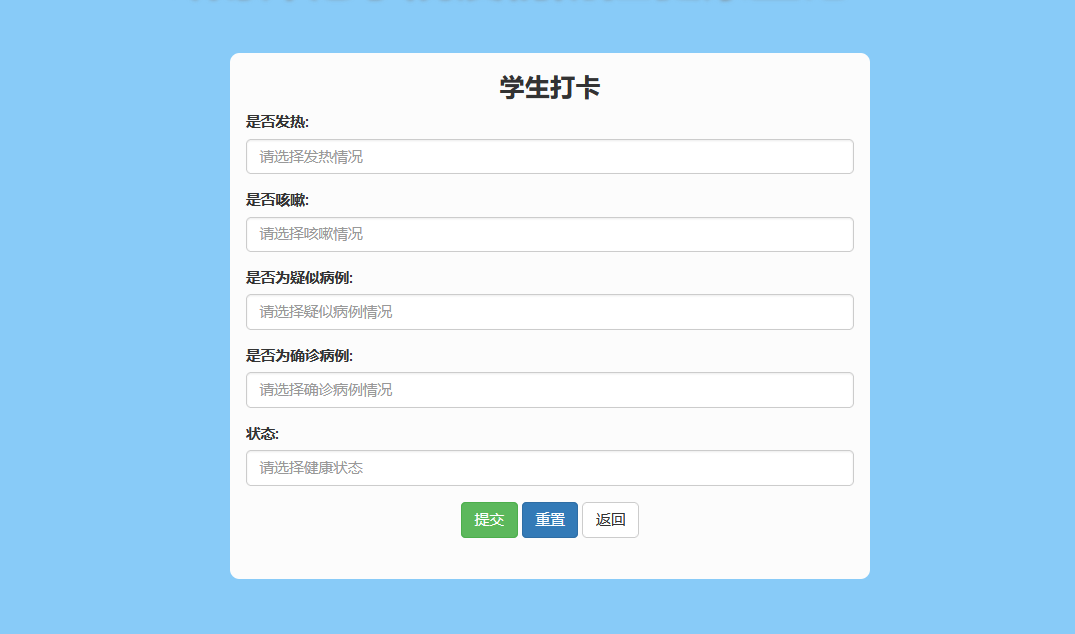 学生打卡
是否发热:
请选择发热情况
是否咳嗽:
请选择咳嗽情况
是否为疑似病例:
请选择疑似病例情况
是否为确诊病例:
请选择确诊病例情况
状态:
请选择健康状态
提交 重置 返回